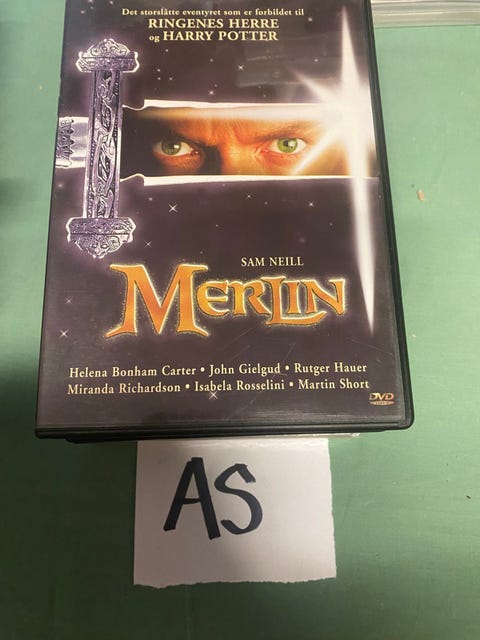 Det storslåtte eventyret som er forbildet til
RINGENES HERRE
og HARRY POTTER
SAM NEILL
MERLIN
Helena Bonham Carter • John Gielgud • Rutger Hauer
Miranda Richardson • Isabela Rosselini • Martin Short
DVD
AS